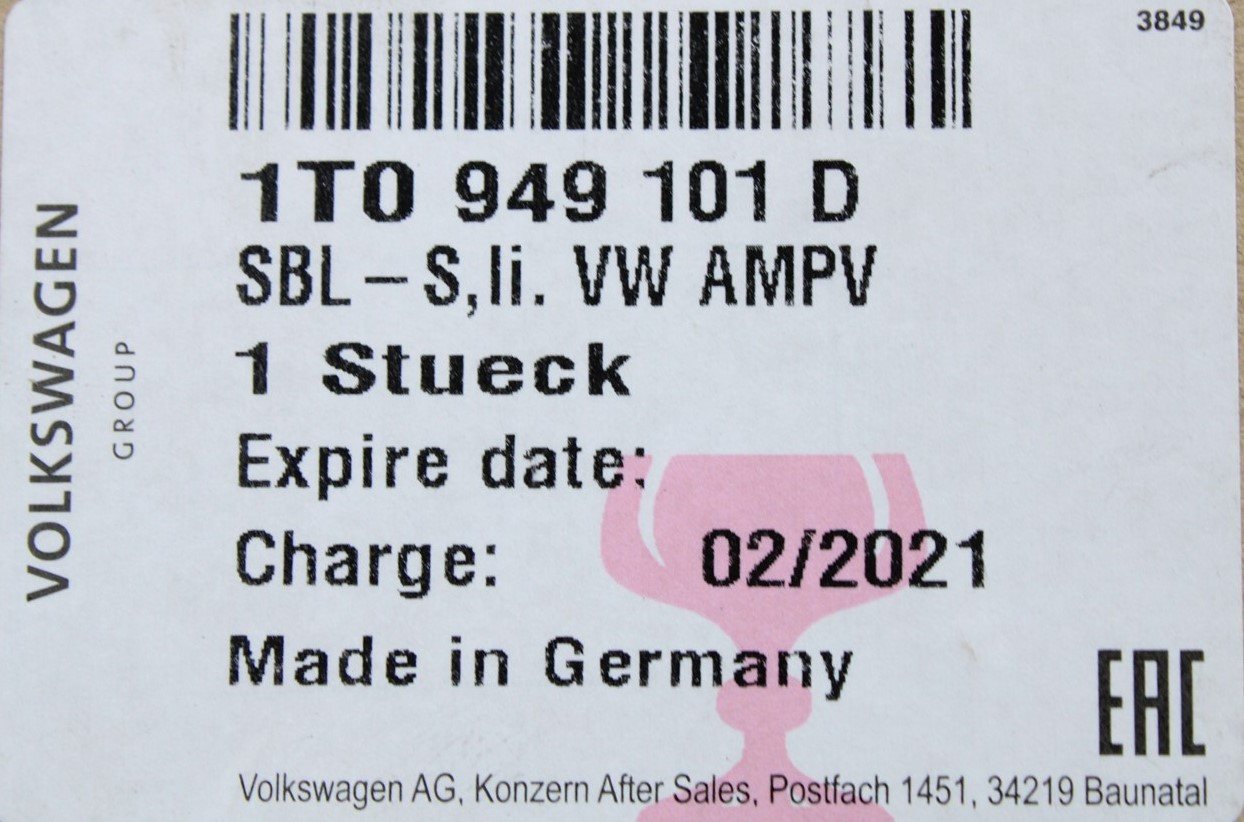 3849
VOLKSWAGEN
GROUP
1T0 949 101 D
SBL-S,li. VW AMPV
1 Stueck
Expire date:
Charge: 02/2021
Made in Germany
EAC
Volkswagen AG, Konzern After Sales, Postfach 1451, 34219 Baunatal